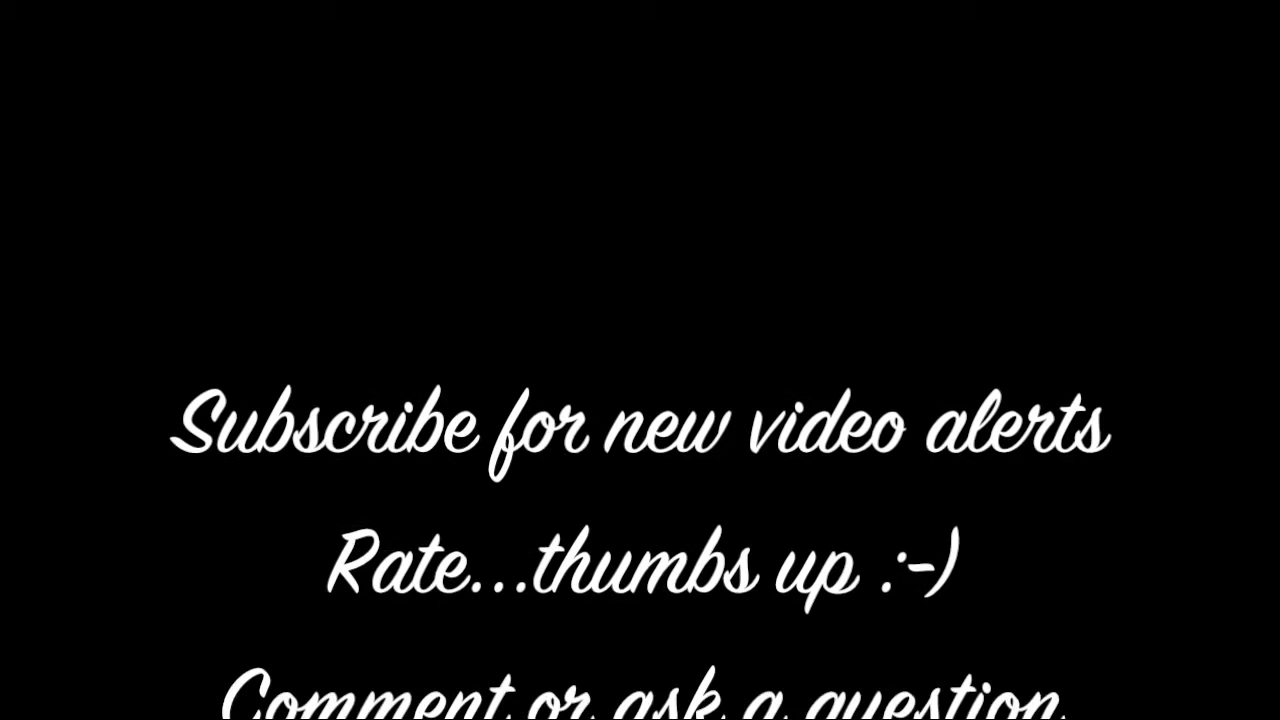 Subscribe for new video alerts
Rate...thumbs up :-)
Comment or ask a question